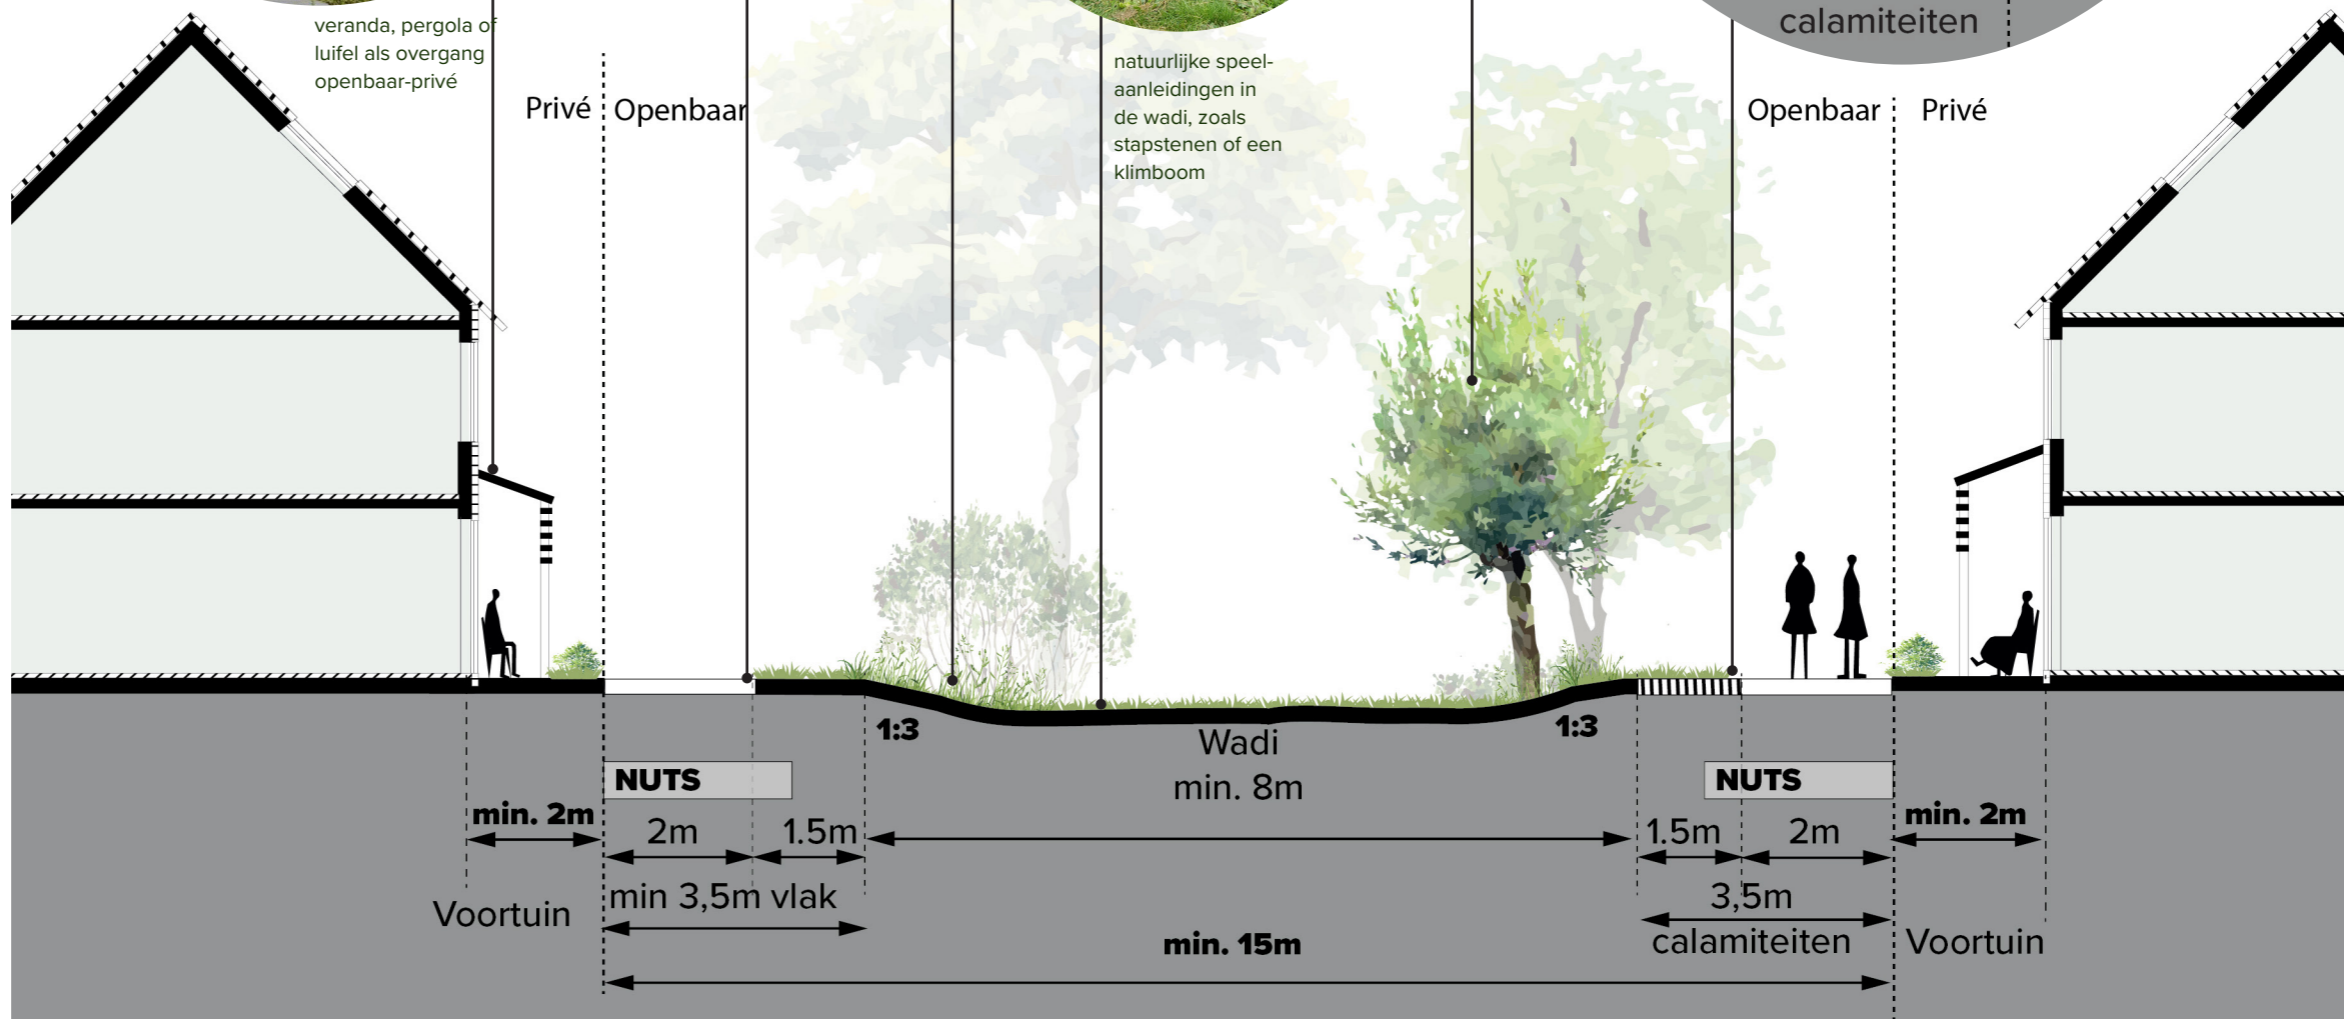 veranda, pergola of
luifel als overgang
openbaar-privé
natuurlijke speel-
aanleidingen in
de wadi, zoals
stapstenen of een
klimboom
calamiteiten
Privé Openbaar
Openbaar Privé
1:3
1:3
Wadi
min. 8m
NUTS
NUTS
min. 2m
2m
1.5m
1.5m
2m
min. 2m
Voortuin
min 3,5m vlak
3,5m
calamiteiten
Voortuin
min. 15m